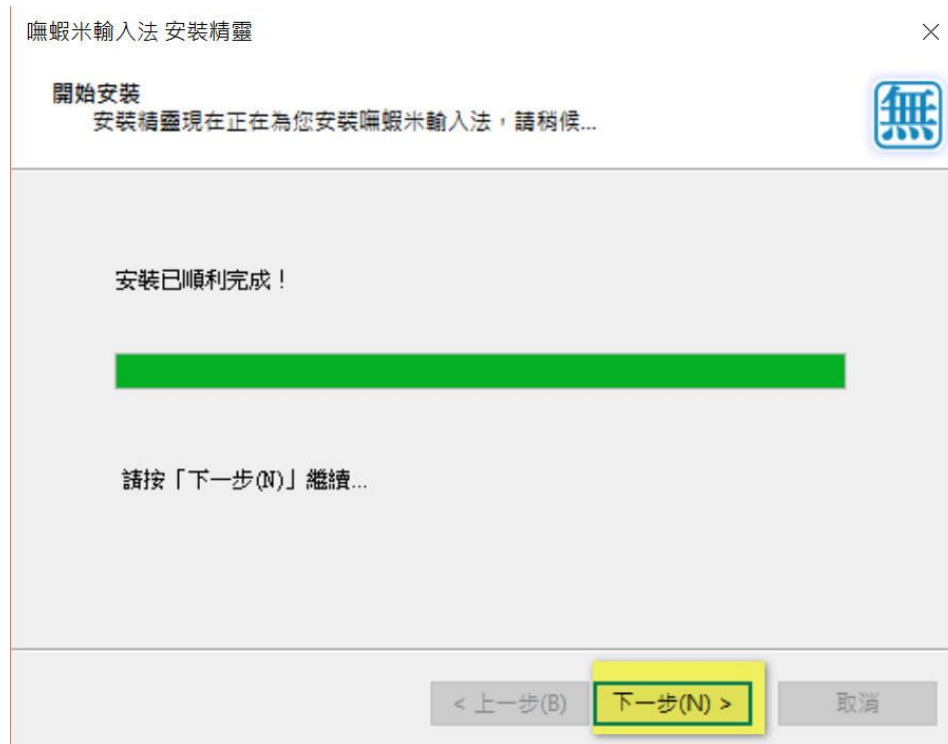 嘸蝦米輸入法 安裝精靈
開始安裝
安裝精靈現在正在為您安裝嘸蝦米輸入法，請稍候...
無
安裝已順利完成！
請按「下一步(N)」繼續...
< 上一步(B)
下一步(N) >
取消